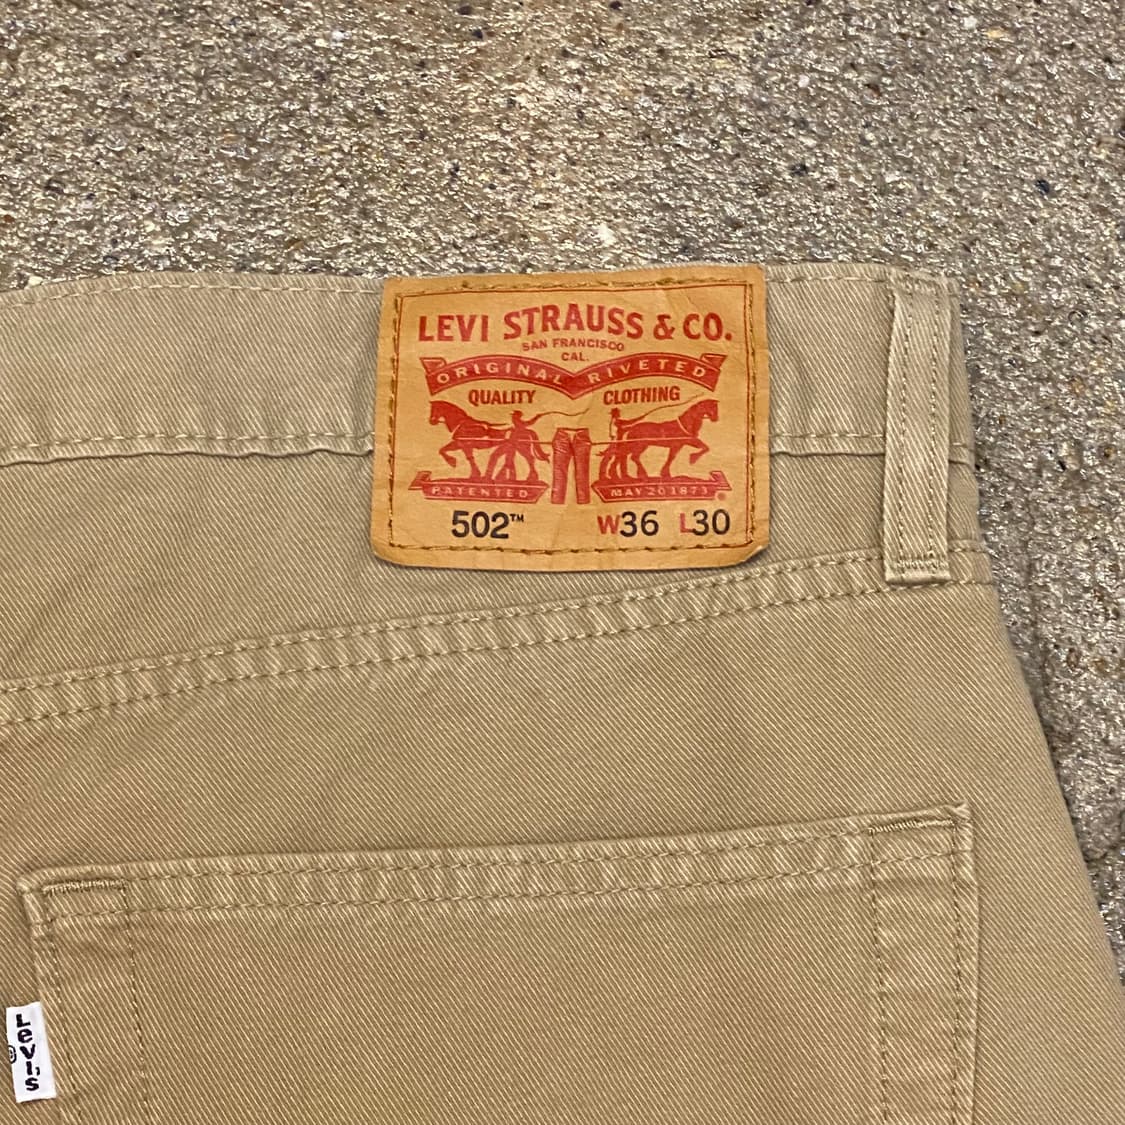 LEVI STRAUSS & CO.
SAN FRANCISCO
CAL.
ORIGINAL RIVETED
QUALITY CLOTHING
PATENTED MAY 20 1873 ®
502™ W36 L30
Levi's ®